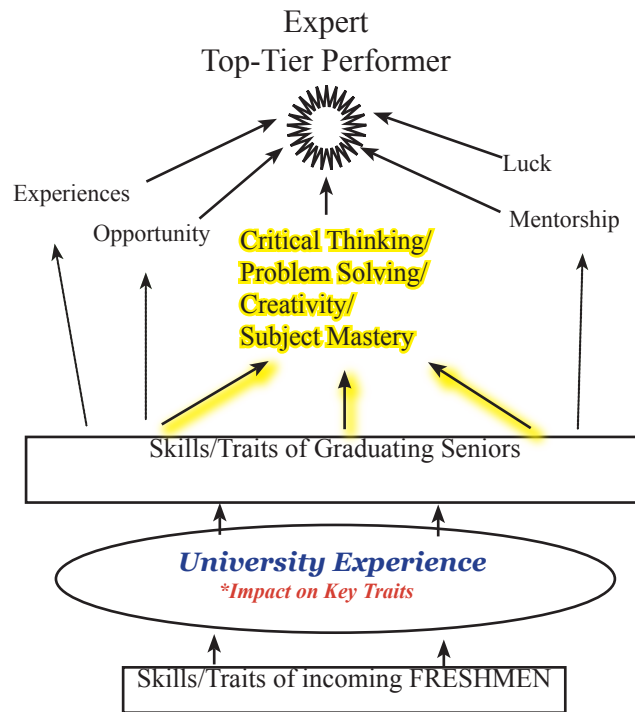 Expert
Top-Tier Performer
Luck
Experiences
Mentorship
Opportunity
Critical Thinking/
Problem Solving/
Creativity/
Subject Mastery
Skills/Traits of Graduating Seniors
University Experience
*Impact on Key Traits
Skills/Traits of incoming FRESHMEN